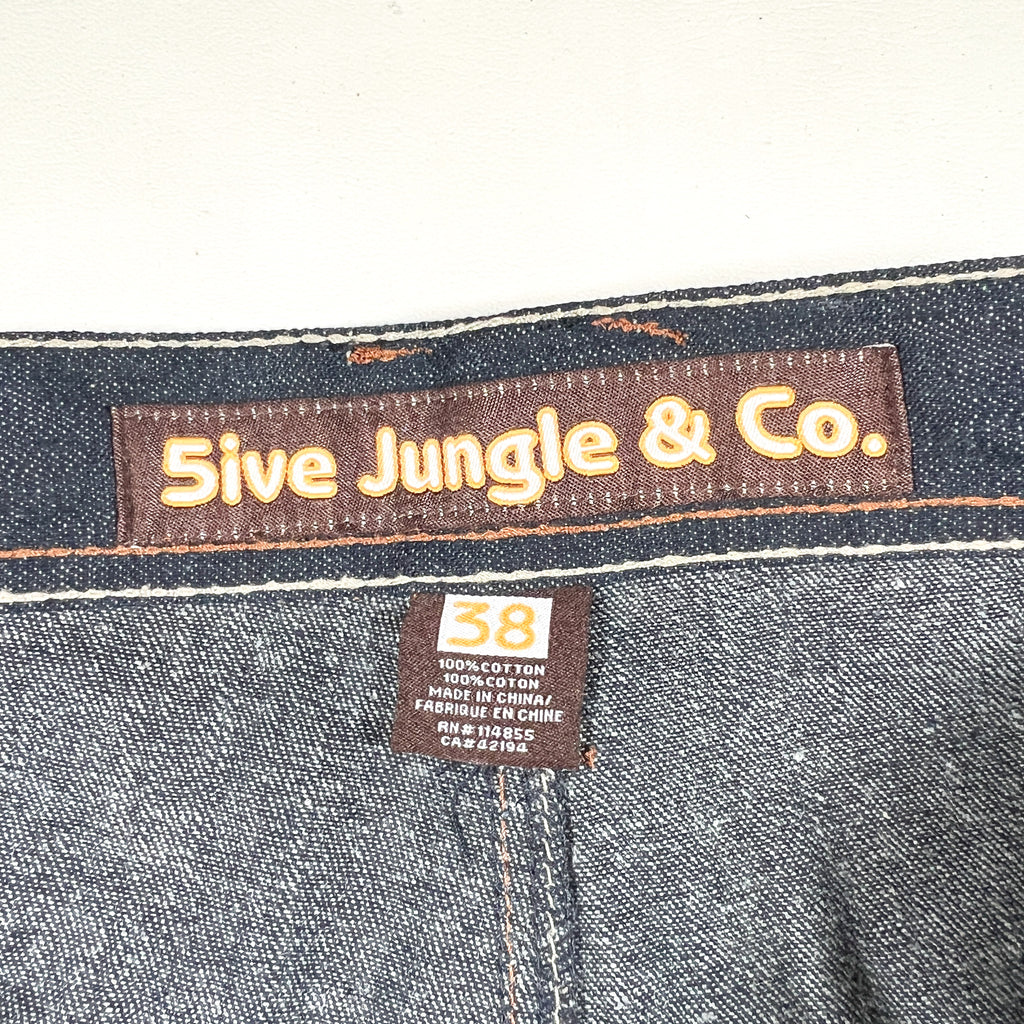 5ive Jungle & Co.
38
100% COTTON
100% COTON
MADE IN CHINA/
FABRIQUE EN CHINE
RN#114855
CA#42194